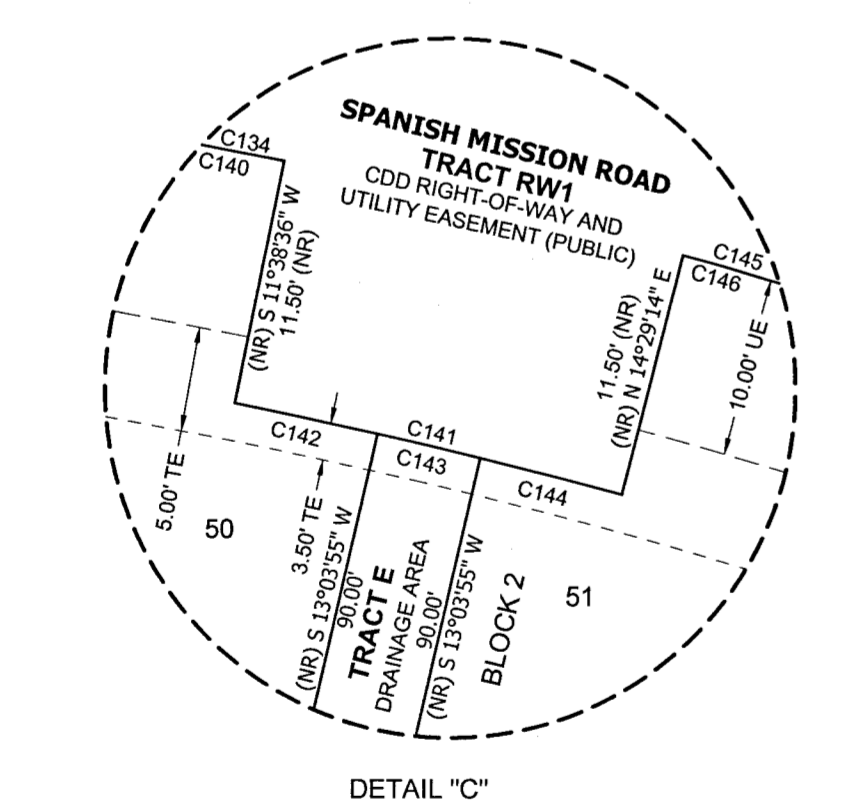 SPANISH MISSION ROAD
TRACT RW1
CDD RIGHT-OF-WAY AND
UTILITY EASEMENT (PUBLIC)
C134
C140
(NR) S 11°38'36" W
11.50' (NR)
C145
C146
11.50' (NR)
(NR) N 14°29'14" E
10.00' UE
C141
C142
C143
C144
5.00' TE
50
3.50' TE
(NR) S 13°03'55" W
90.00'
TRACT E
DRAINAGE AREA
90.00'
(NR) S 13°03'55" W
BLOCK 2
51
DETAIL "C"